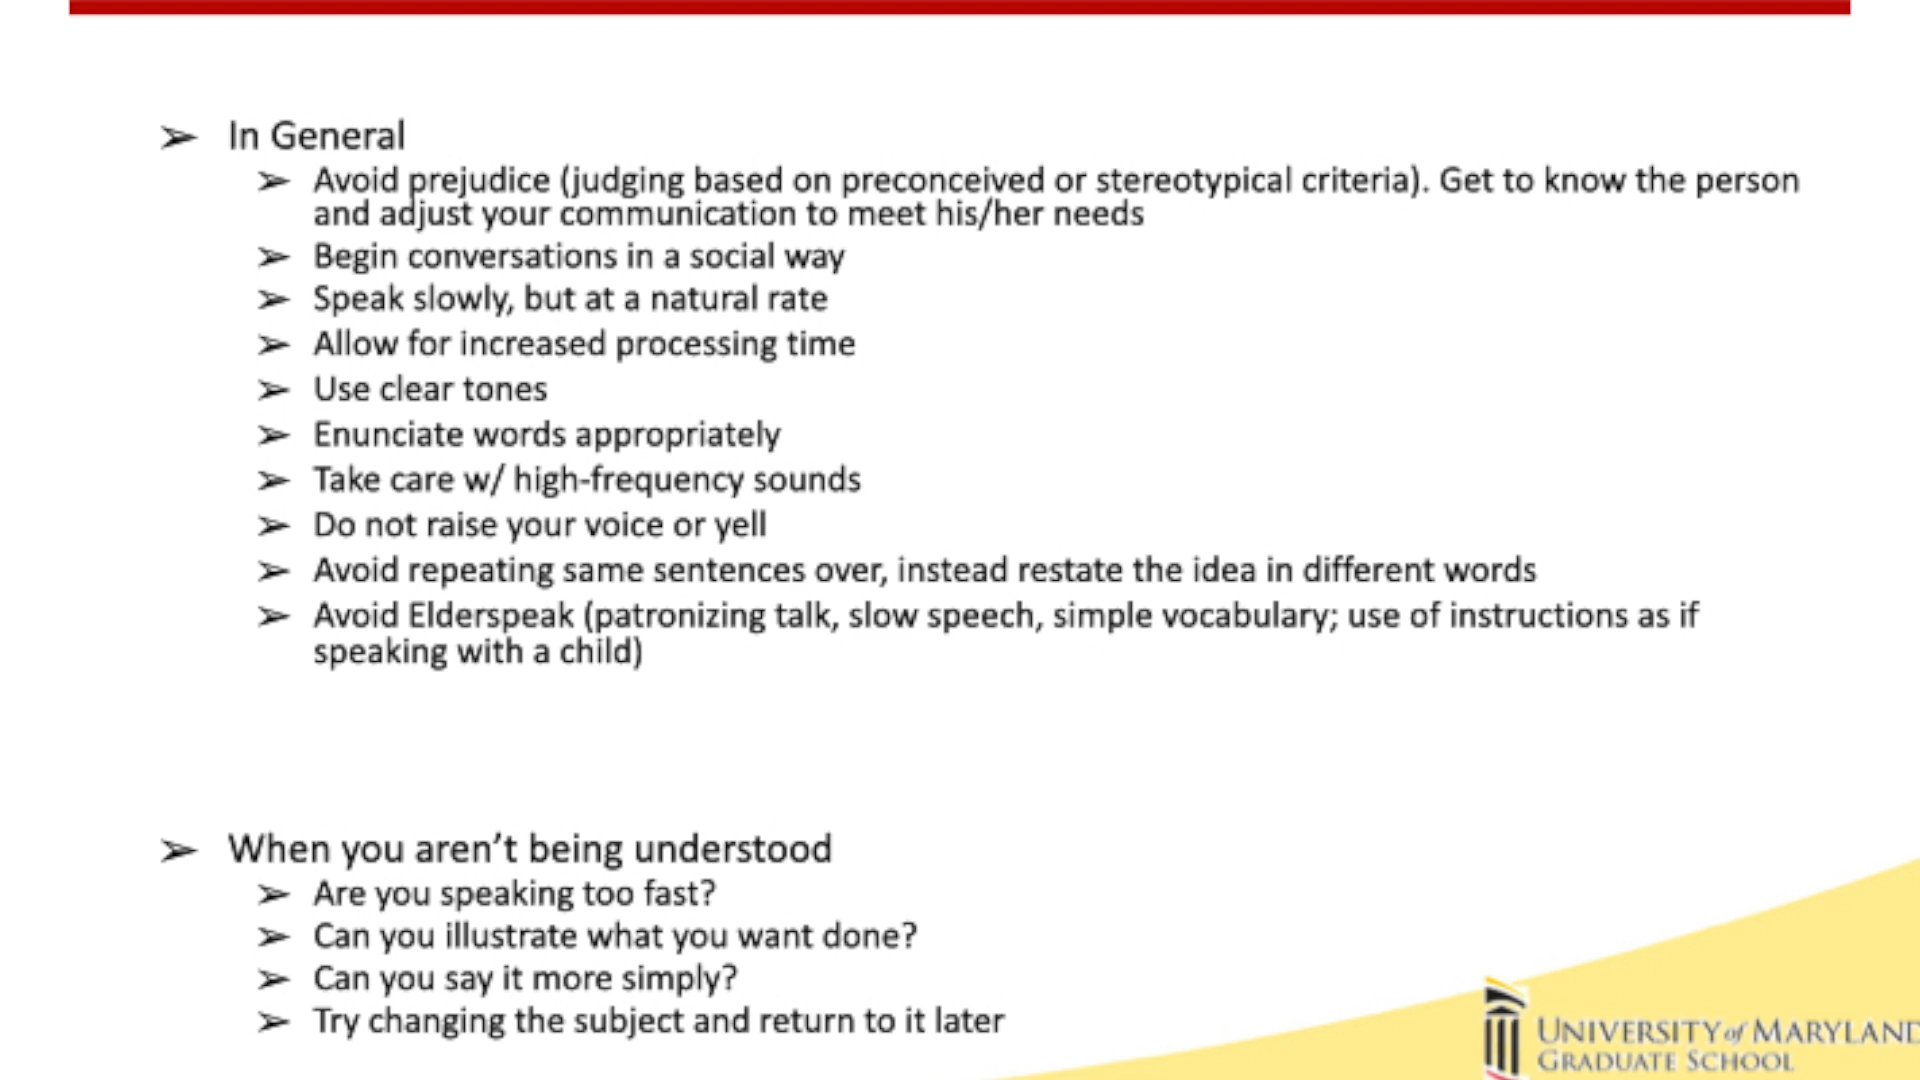 ➢ In General
➢ Avoid prejudice (judging based on preconceived or stereotypical criteria). Get to know the person
and adjust your communication to meet his/her needs
➢ Begin conversations in a social way
➢ Speak slowly, but at a natural rate
➢ Allow for increased processing time
➢ Use clear tones
➢ Enunciate words appropriately
➢ Take care w/ high-frequency sounds
➢ Do not raise your voice or yell
➢ Avoid repeating same sentences over, instead restate the idea in different words
➢ Avoid Elderspeak (patronizing talk, slow speech, simple vocabulary; use of instructions as if
speaking with a child)
➢ When you aren’t being understood
➢ Are you speaking too fast?
➢ Can you illustrate what you want done?
➢ Can you say it more simply?
➢ Try changing the subject and return to it later
UNIVERSITY of MARYLAND
GRADUATE SCHOOL